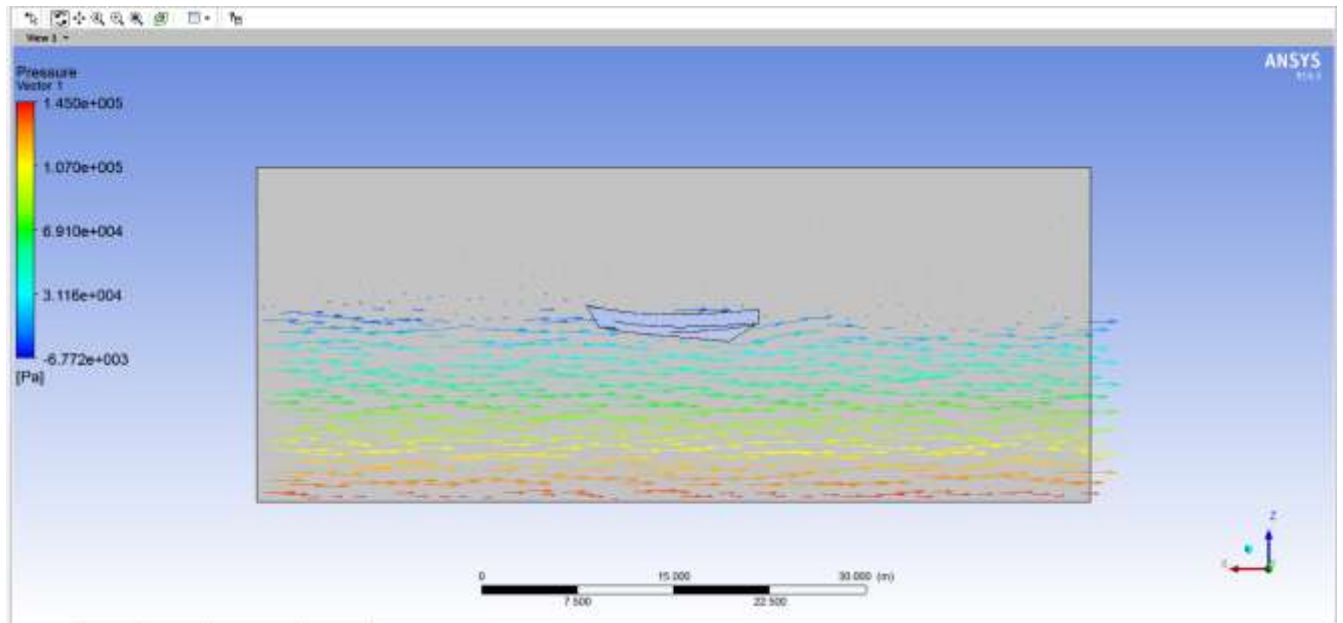 View 1
ANSYS
Pressure
Vector 1
1.450e+005
1.070e+005
6.910e+004
3.116e+004
-6.772e+003
[Pa]
Z
X
0 15.000 30.000 (m)
7.500 22.500